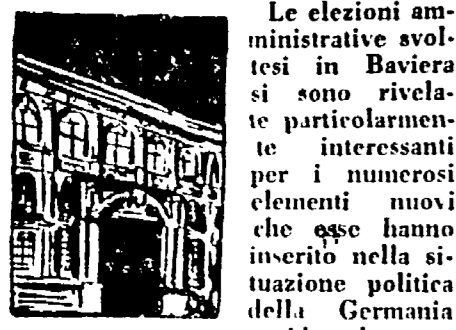 Le elezioni am-
ministrative svol-
tesi in Baviera
si sono rivela-
te particolarmen-
te interessanti
per i numerosi
elementi nuovi
che esse hanno
inserito nella si-
tuazione politica
della Germania